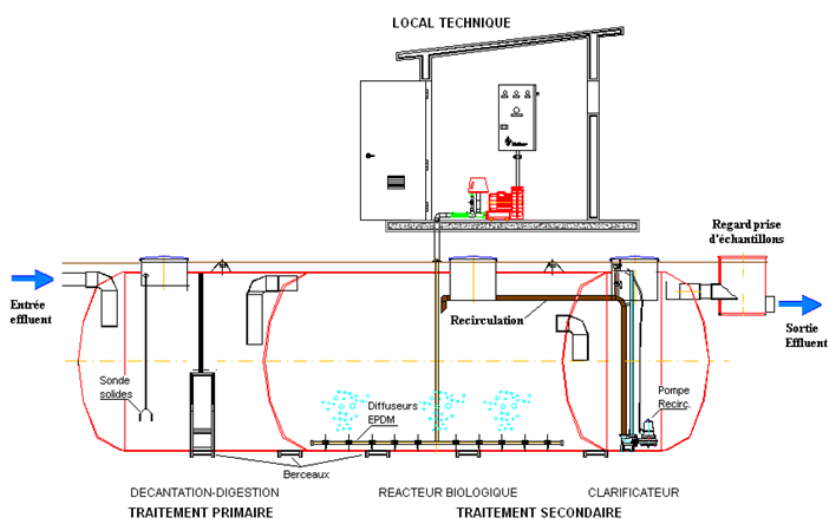 LOCAL TECHNIQUE
Regard prise
d'échantillons
Entrée
effluent
Recirculation
Sortie
Effluent
Sonde
solides
Diffuseurs
EPDM
Pompe
Recirc.
Berceaux
DECANTATION-DIGESTION
REACTEUR BIOLOGIQUE
CLARIFICATEUR
TRAITEMENT PRIMAIRE
TRAITEMENT SECONDAIRE